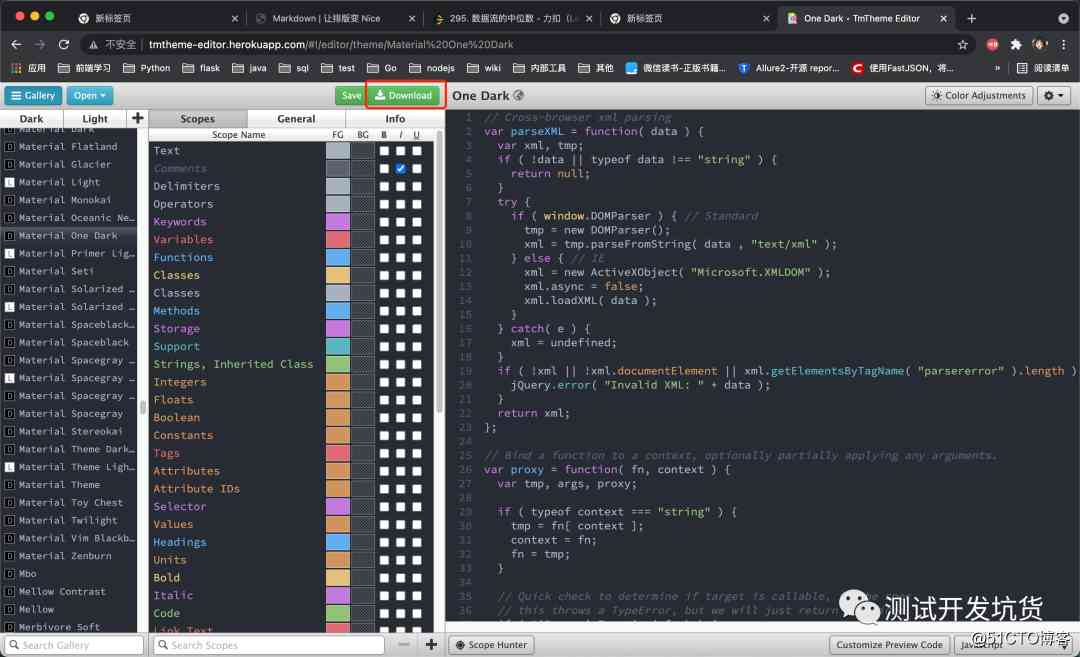 新标签页
Markdown | 让排版变 Nice
295. 数据流的中位数 - 力扣（Le
新标签页
One Dark - TmTheme Editor
不安全 | tmtheme-editor.herokuapp.com/#!/editor/theme/Material%20One%20Dark
应用 前端学习 Python flask java sql test Go nodejs wiki 内部工具 其他 微信读书-正版书籍... Allure2-开源 repor... 使用FastJSON，将... » 阅读清单
Gallery Open Save Download One Dark Color Adjustments
Dark Light + Scopes General Info
Scope Name FG BG B I U
Material Dark
Material Flatland
Material Glacier
Material Light
Material Monokai
Material Oceanic Ne…
Material One Dark
Material Primer Lig…
Material Seti
Material Solarized …
Material Solarized …
Material Spaceblack…
Material Spaceblack
Material Spacegray …
Material Spacegray …
Material Spacegray …
Material Spacegray
Material Stereokai
Material Theme Dark…
Material Theme Ligh…
Material Theme
Material Toy Chest
Material Twilight
Material Vim Blackb…
Material Zenburn
Mbo
Mellow Contrast
Mellow
Merbivore Soft
Search Gallery
Text
Comments
Delimiters
Operators
Keywords
Variables
Functions
Classes
Classes
Methods
Storage
Support
Strings, Inherited Class
Integers
Floats
Boolean
Constants
Tags
Attributes
Attribute IDs
Selector
Values
Headings
Units
Bold
Italic
Code
Link Text
Search Scopes
1 // Cross-browser xml parsing
2 var parseXML = function( data ) {
3 var xml, tmp;
4 if ( !data || typeof data !== "string" ) {
5 return null;
6 }
7 try {
8 if ( window.DOMParser ) { // Standard
9 tmp = new DOMParser();
10 xml = tmp.parseFromString( data , "text/xml" );
11 } else { // IE
12 xml = new ActiveXObject( "Microsoft.XMLDOM" );
13 xml.async = false;
14 xml.loadXML( data );
15 }
16 } catch( e ) {
17 xml = undefined;
18 }
19 if ( !xml || !xml.documentElement || xml.getElementsByTagName( "parsererror" ).length )
20 jQuery.error( "Invalid XML: " + data );
21 }
22 return xml;
23 };
24
25 // Bind a function to a context, optionally partially applying any arguments.
26 var proxy = function( fn, context ) {
27 var tmp, args, proxy;
28
29 if ( typeof context === "string" ) {
30 tmp = fn[ context ];
31 context = fn;
32 fn = tmp;
33 }
34
35 // Quick check to determine if target is callable,
36 // this throws a TypeError, but we will just return
测试开发坑货
@51CTO博客
Scope Hunter Customize Preview Code Javascript